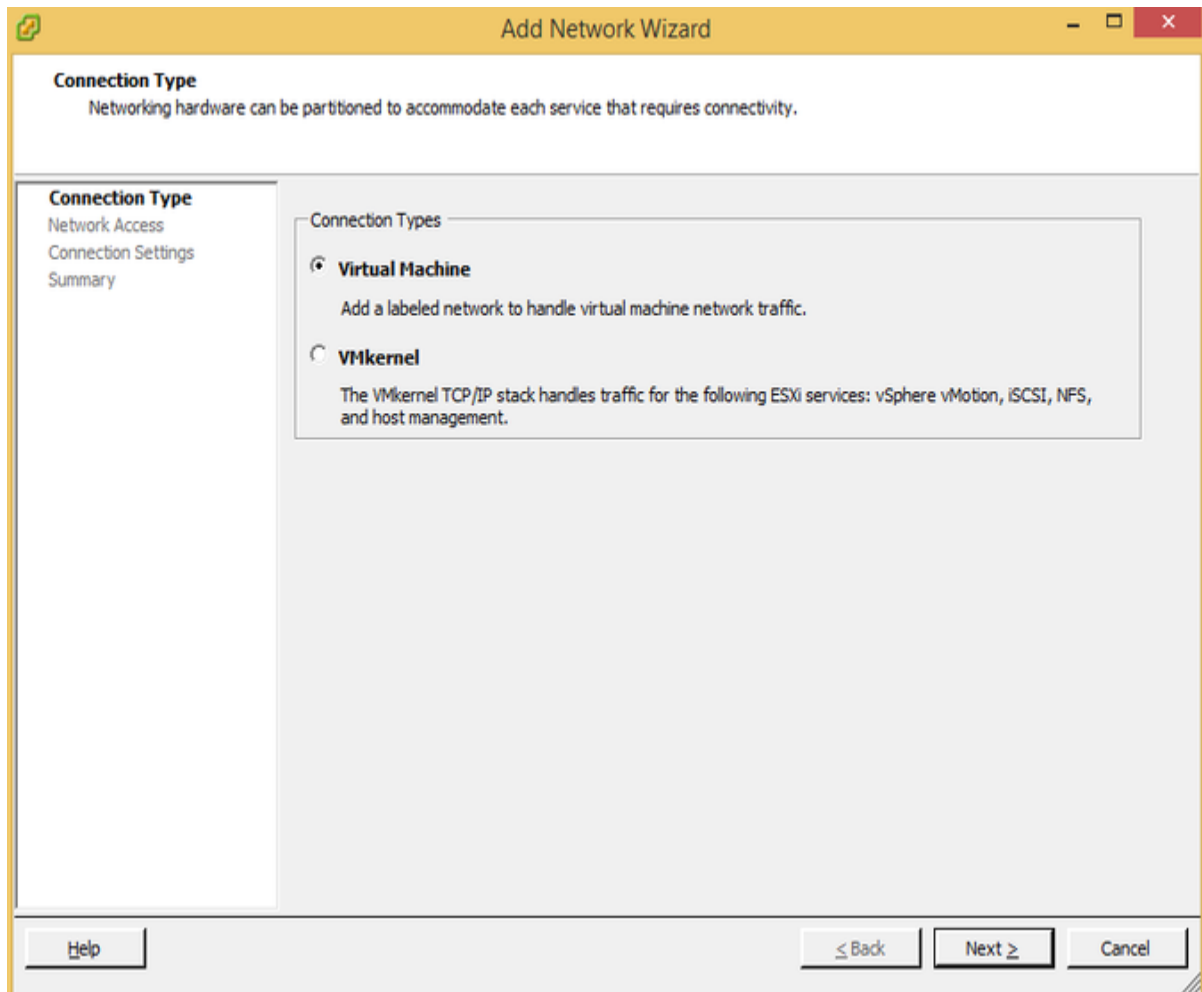 Add Network Wizard
Connection Type
Networking hardware can be partitioned to accommodate each service that requires connectivity.
Connection Type
Network Access
Connection Settings
Summary
Connection Types
Virtual Machine
Add a labeled network to handle virtual machine network traffic.
VMkernel
The VMkernel TCP/IP stack handles traffic for the following ESXi services: vSphere vMotion, iSCSI, NFS,
and host management.
Help
< Back
Next >
Cancel